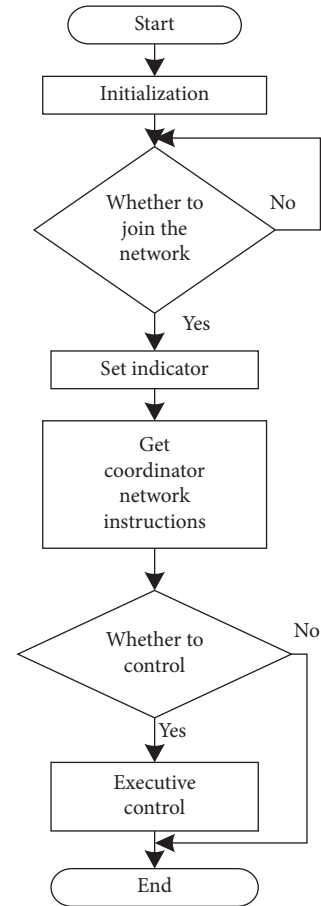 Start
Initialization
Whether to
join the
network
No
Yes
Set indicator
Get
coordinator
network
instructions
Whether to
control
No
Yes
Executive
control
End